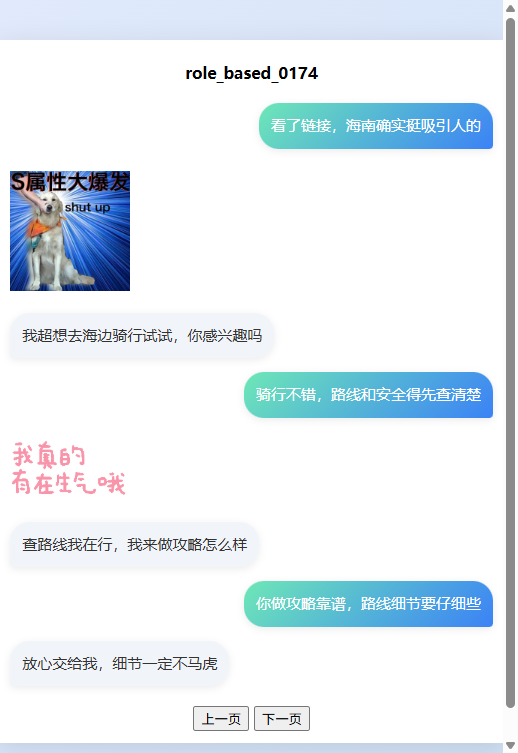 role_based_0174
看了链接，海南确实挺吸引人的
S属性大爆发
shut up
我超想去海边骑行试试，你感兴趣吗
骑行不错，路线和安全得先查清楚
我真的
有在生气哦
查路线我在行，我来做攻略怎么样
你做攻略靠谱，路线细节要仔细些
放心交给我，细节一定不马虎
上一页 下一页